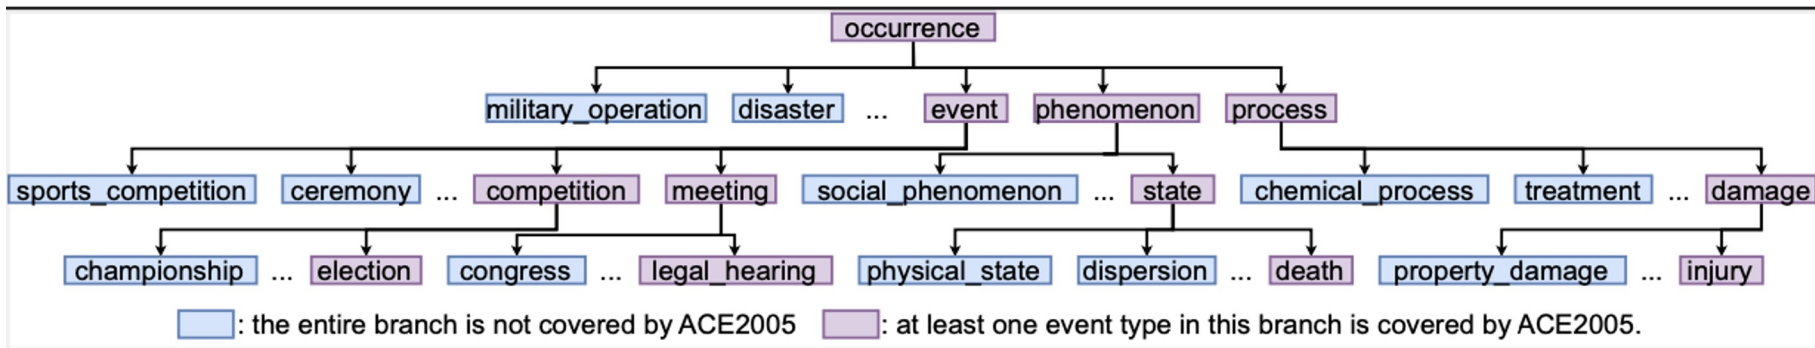 occurrence
military_operation disaster ... event phenomenon process
sports_competition ceremony ... competition meeting social_phenomenon ... state chemical_process treatment ... damage
championship ... election congress ... legal_hearing physical_state dispersion ... death property_damage ... injury
: the entire branch is not covered by ACE2005 : at least one event type in this branch is covered by ACE2005.